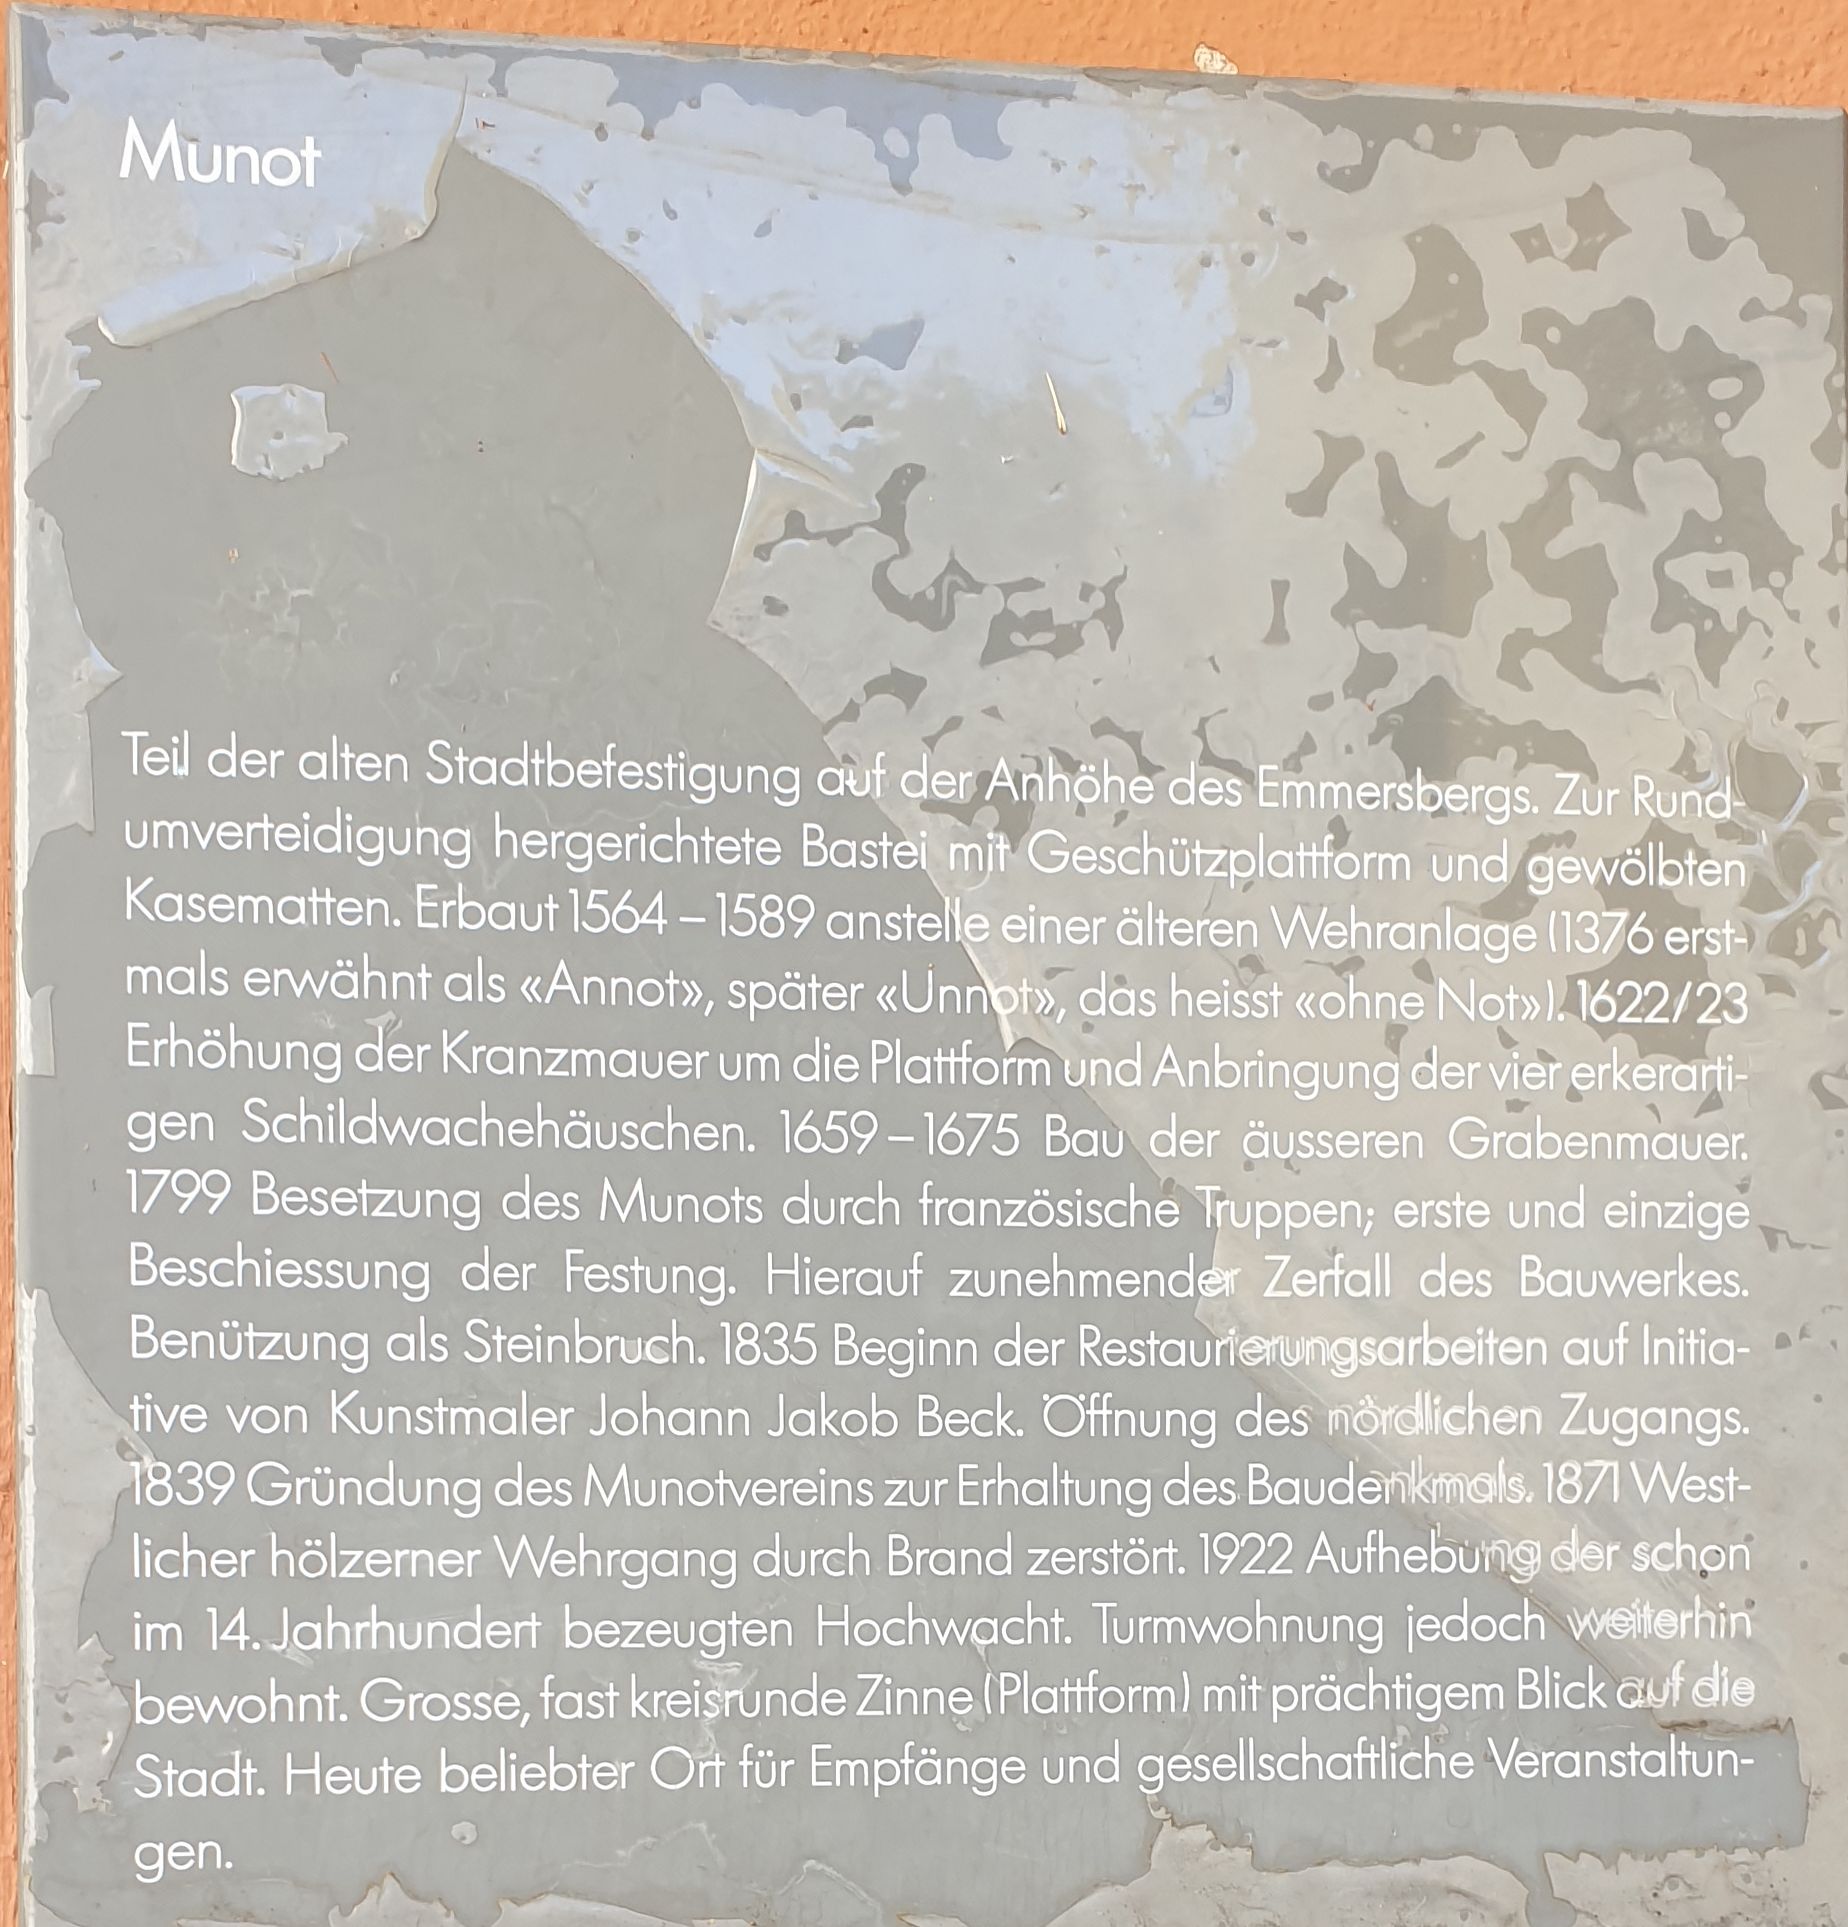 Munot
Teil der alten Stadtbefestigung auf der Anhöhe des Emmersbergs. Zur Rund-
umverteidigung hergerichtete Bastei mit Geschützplattform und gewölbten
Kasematten. Erbaut 1564 – 1589 anstelle einer älteren Wehranlage (1376 erst-
mals erwähnt als «Annot», später «Unnot», das heisst «ohne Not»). 1622/23
Erhöhung der Kranzmauer um die Plattform und Anbringung der vier erkerarti-
gen Schildwachehäuschen. 1659 – 1675 Bau der äusseren Grabenmauer.
1799 Besetzung des Munots durch französische Truppen; erste und einzige
Beschiessung der Festung. Hierauf zunehmender Zerfall des Bauwerkes.
Benützung als Steinbruch. 1835 Beginn der Restaurierungsarbeiten auf Initia-
tive von Kunstmaler Johann Jakob Beck. Öffnung des nördlichen Zugangs.
1839 Gründung des Munotvereins zur Erhaltung des Baudenkmals. 1871 West-
licher hölzerner Wehrgang durch Brand zerstört. 1922 Aufhebung der schon
im 14. Jahrhundert bezeugten Hochwacht. Turmwohnung jedoch weiterhin
bewohnt. Grosse, fast kreisrunde Zinne (Plattform) mit prächtigem Blick auf die
Stadt. Heute beliebter Ort für Empfänge und gesellschaftliche Veranstaltun-
gen.